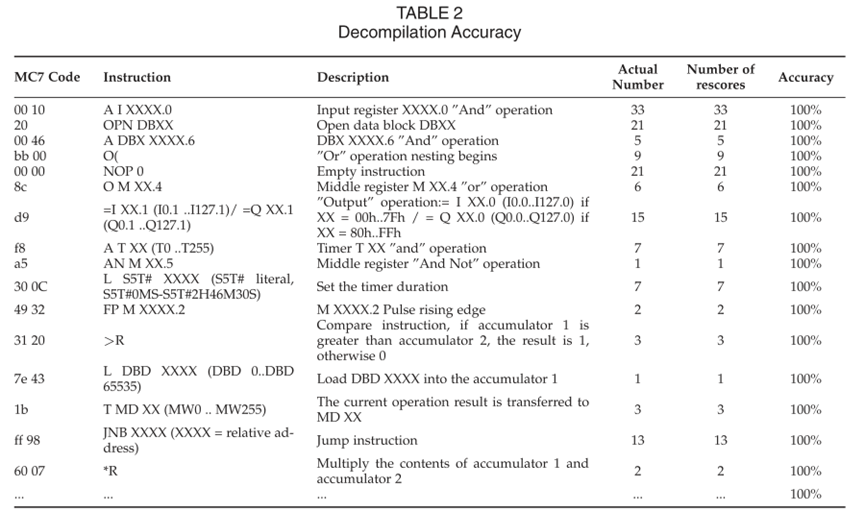 TABLE 2
Decompilation Accuracy
MC7 Code Instruction Description Actual Number Number of rescores Accuracy
00 10 A I XXXX.0 Input register XXXX.0 ”And” operation 33 33 100%
20 OPN DBXX Open data block DBXX 21 21 100%
00 46 A DBX XXXX.6 DBX XXXX.6 "And" operation 5 5 100%
bb 00 O( ”Or” operation nesting begins 9 9 100%
00 00 NOP 0 Empty instruction 21 21 100%
8c O M XX.4 Middle register M XX.4 ”or” operation 6 6 100%
d9 =I XX.1 (I0.1 ..I127.1)/ =Q XX.1 (Q0.1 ..Q127.1) ”Output” operation:= I XX.0 (I0.0..I127.0) if XX = 00h..7Fh / = Q XX.0 (Q0.0..Q127.0) if XX = 80h..FFh 15 15 100%
f8 A T XX (T0 ..T255) Timer T XX ”and” operation 7 7 100%
a5 AN M XX.5 Middle register ”And Not” operation 1 1 100%
30 0C L S5T# XXXX (S5T# literal, S5T#0MS-S5T#2H46M30S) Set the timer duration 7 7 100%
49 32 FP M XXXX.2 M XXXX.2 Pulse rising edge 2 2 100%
31 20 >R Compare instruction, if accumulator 1 is greater than accumulator 2, the result is 1, otherwise 0 3 3 100%
7e 43 L DBD XXXX (DBD 0..DBD 65535) Load DBD XXXX into the accumulator 1 1 1 100%
1b T MD XX (MW0 .. MW255) The current operation result is transferred to MD XX 3 3 100%
ff 98 JNB XXXX (XXXX = relative address) Jump instruction 13 13 100%
60 07 *R Multiply the contents of accumulator 1 and accumulator 2 2 2 100%
... ... ... ... ... 100%